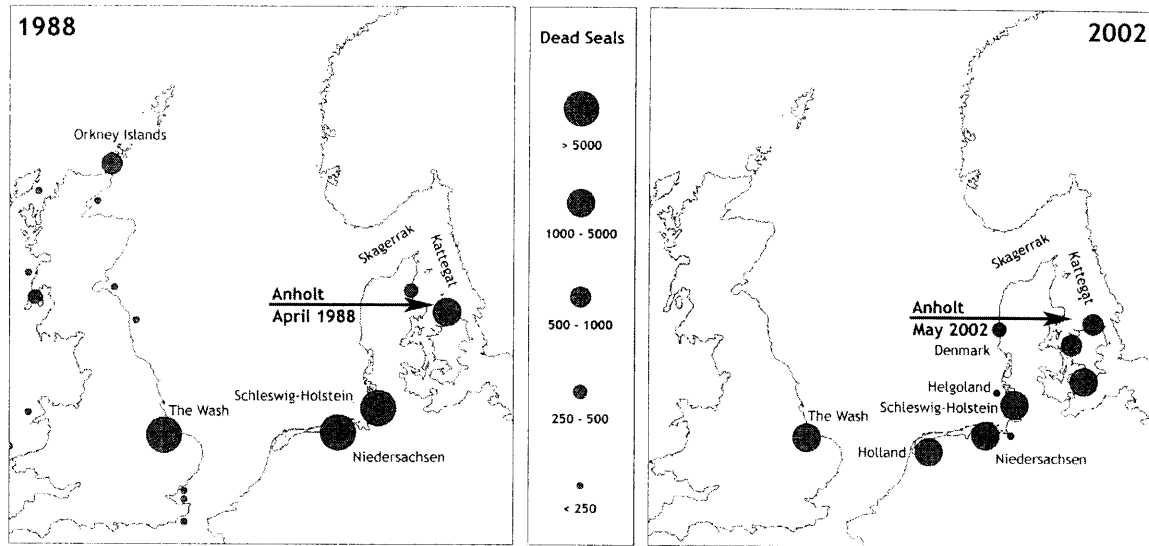 1988
Orkney Islands
Skagerrak
Kattegat
Anholt
April 1988
Schleswig-Holstein
The Wash
Niedersachsen
Dead Seals
> 5000
1000 - 5000
500 - 1000
250 - 500
< 250
2002
Skagerrak
Kattegat
Anholt
May 2002
Denmark
Helgoland
Schleswig-Holstein
The Wash
Holland
Niedersachsen